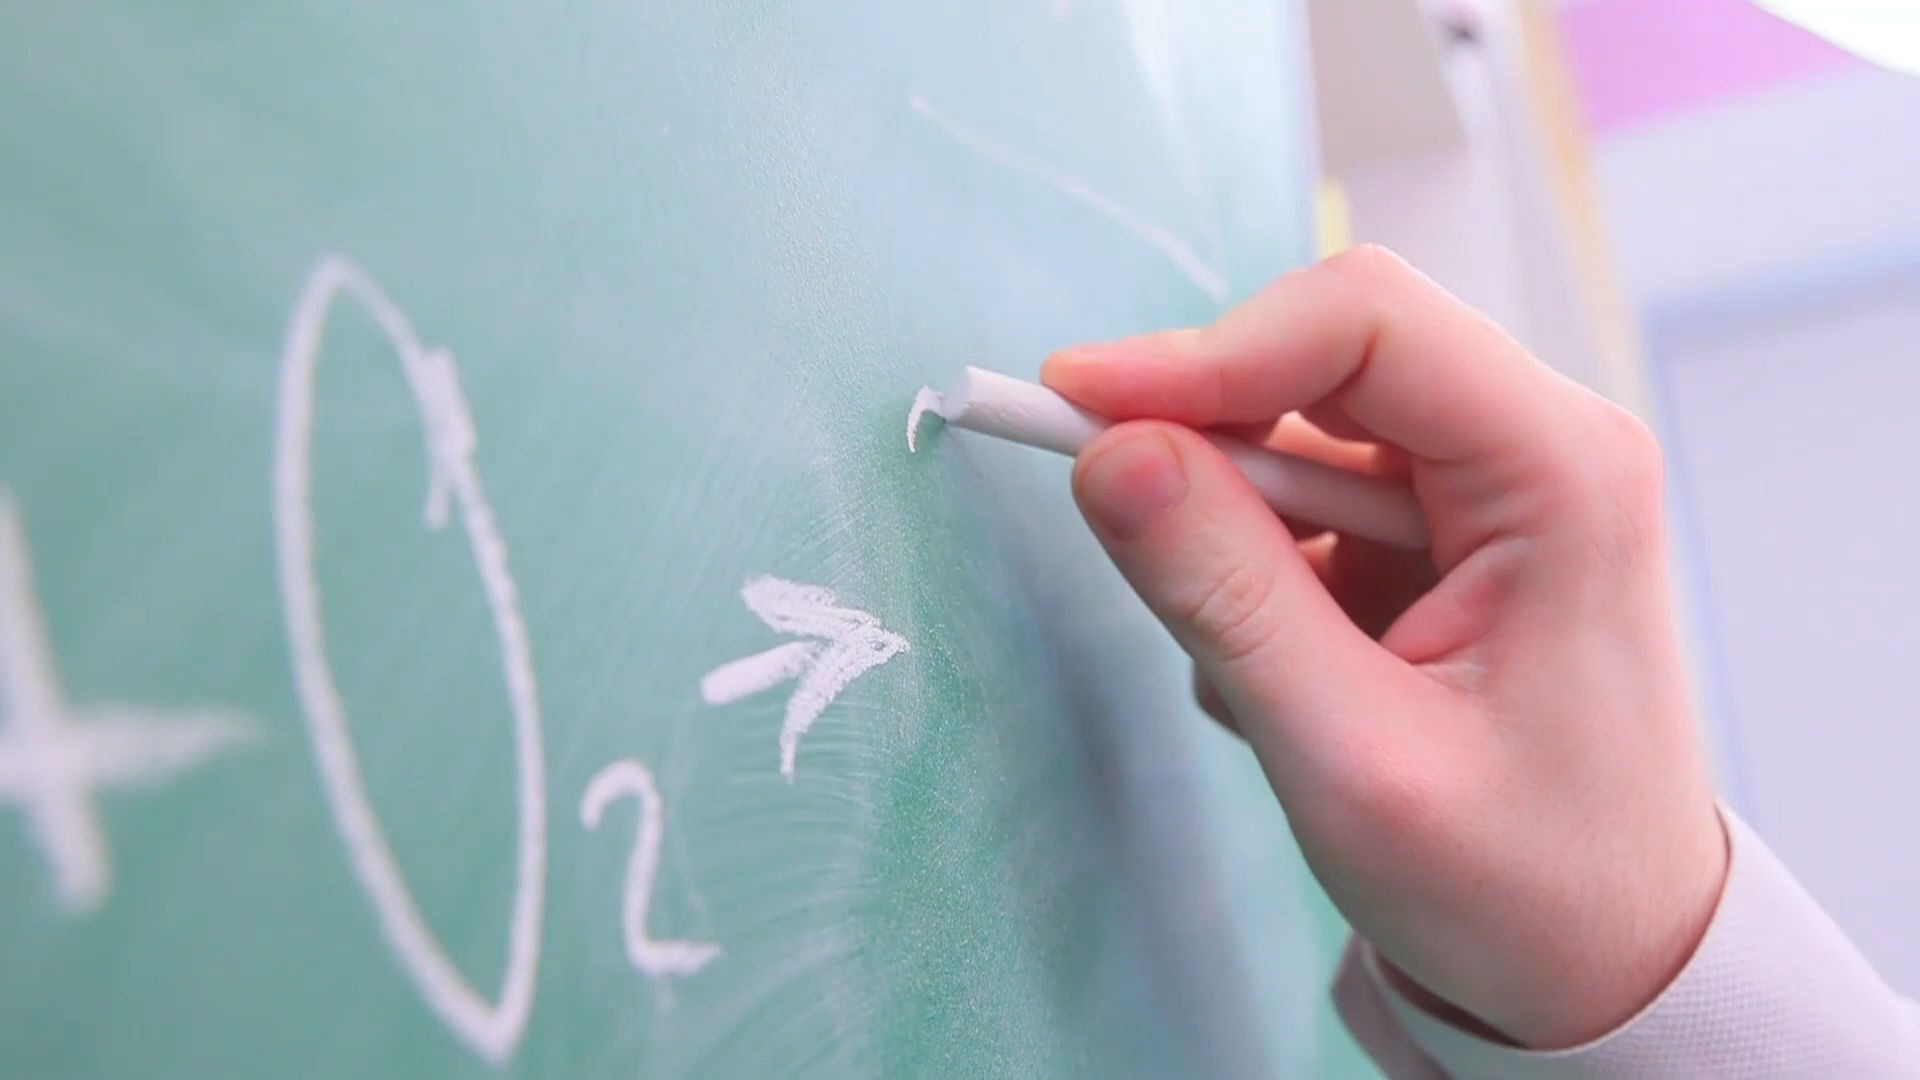 + O₂ →